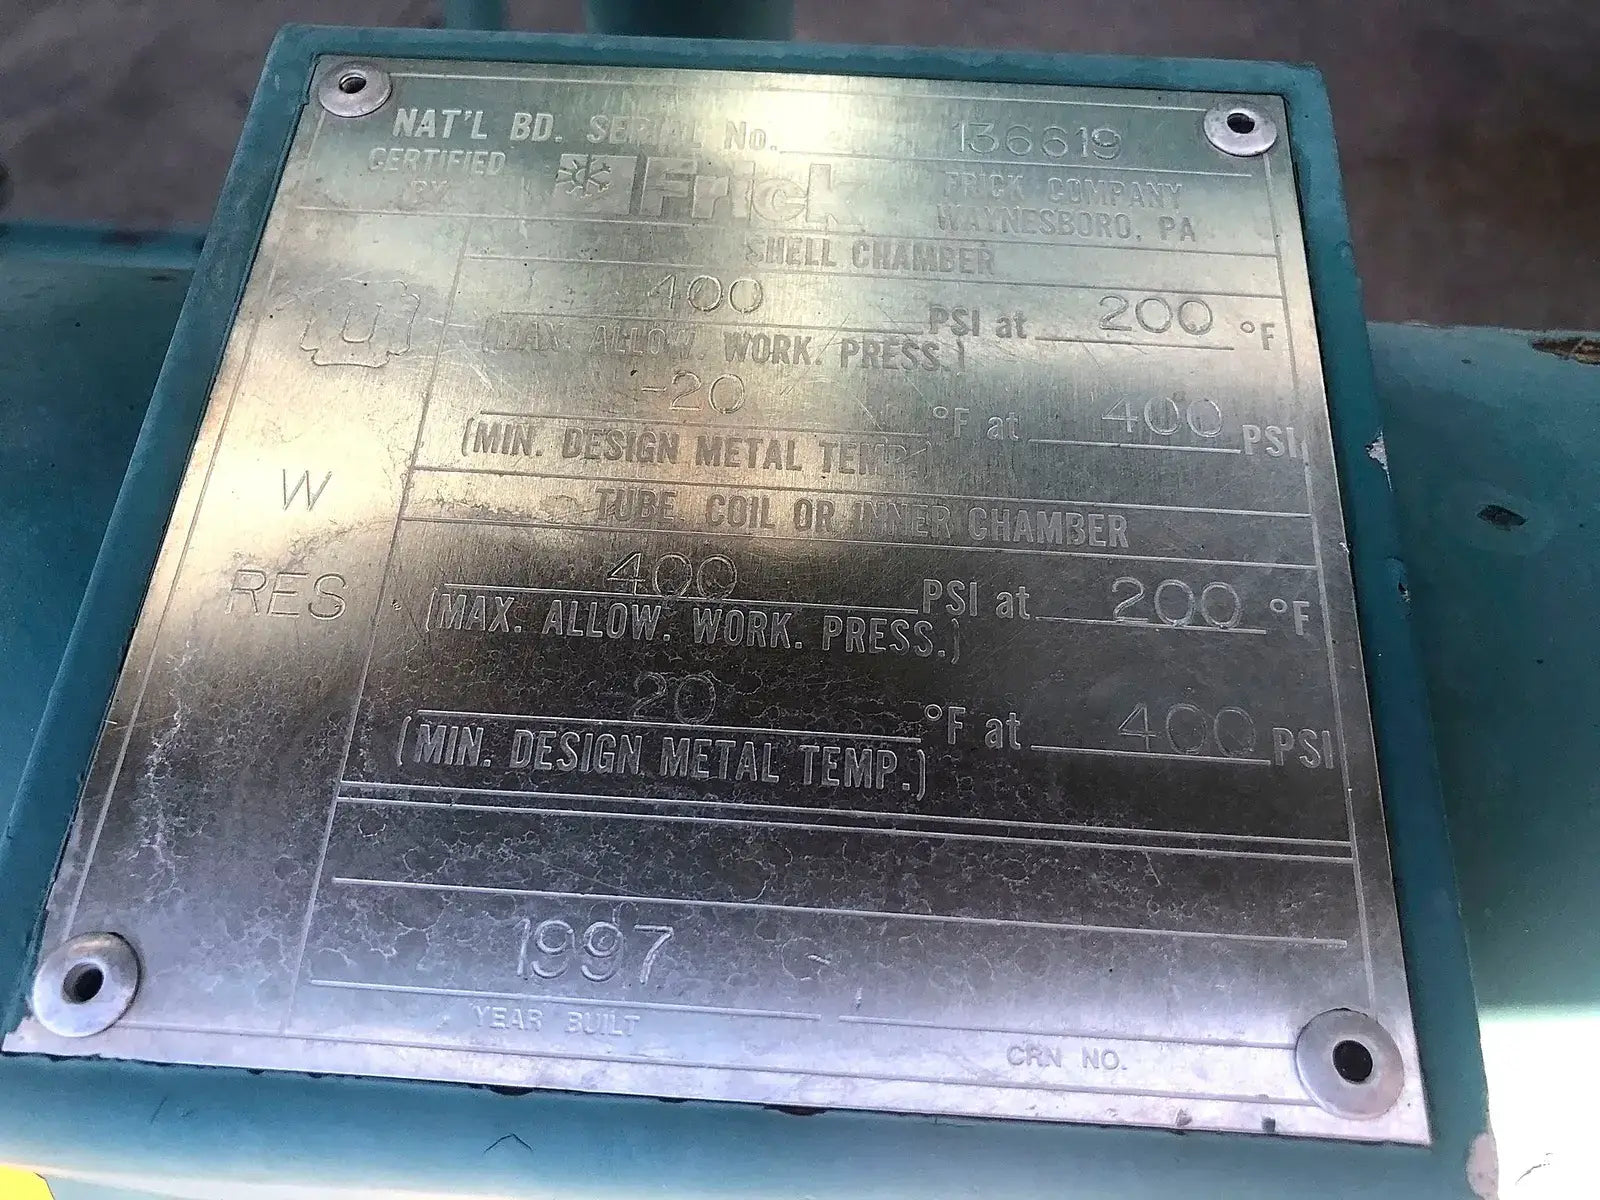 NAT'L BD. SERIAL No. 136619
CERTIFIED BY
Frick
FRICK COMPANY
WAYNESBORO, PA
SHELL CHAMBER
U
400 PSI at 200 °F
(MAX. ALLOW. WORK. PRESS.)
-20 °F at 400 PSI
(MIN. DESIGN METAL TEMP.)
W
TUBE, COIL OR INNER CHAMBER
RES
400 PSI at 200 °F
(MAX. ALLOW. WORK. PRESS.)
-20 °F at 400 PSI
(MIN. DESIGN METAL TEMP.)
1997
YEAR BUILT
CRN NO.